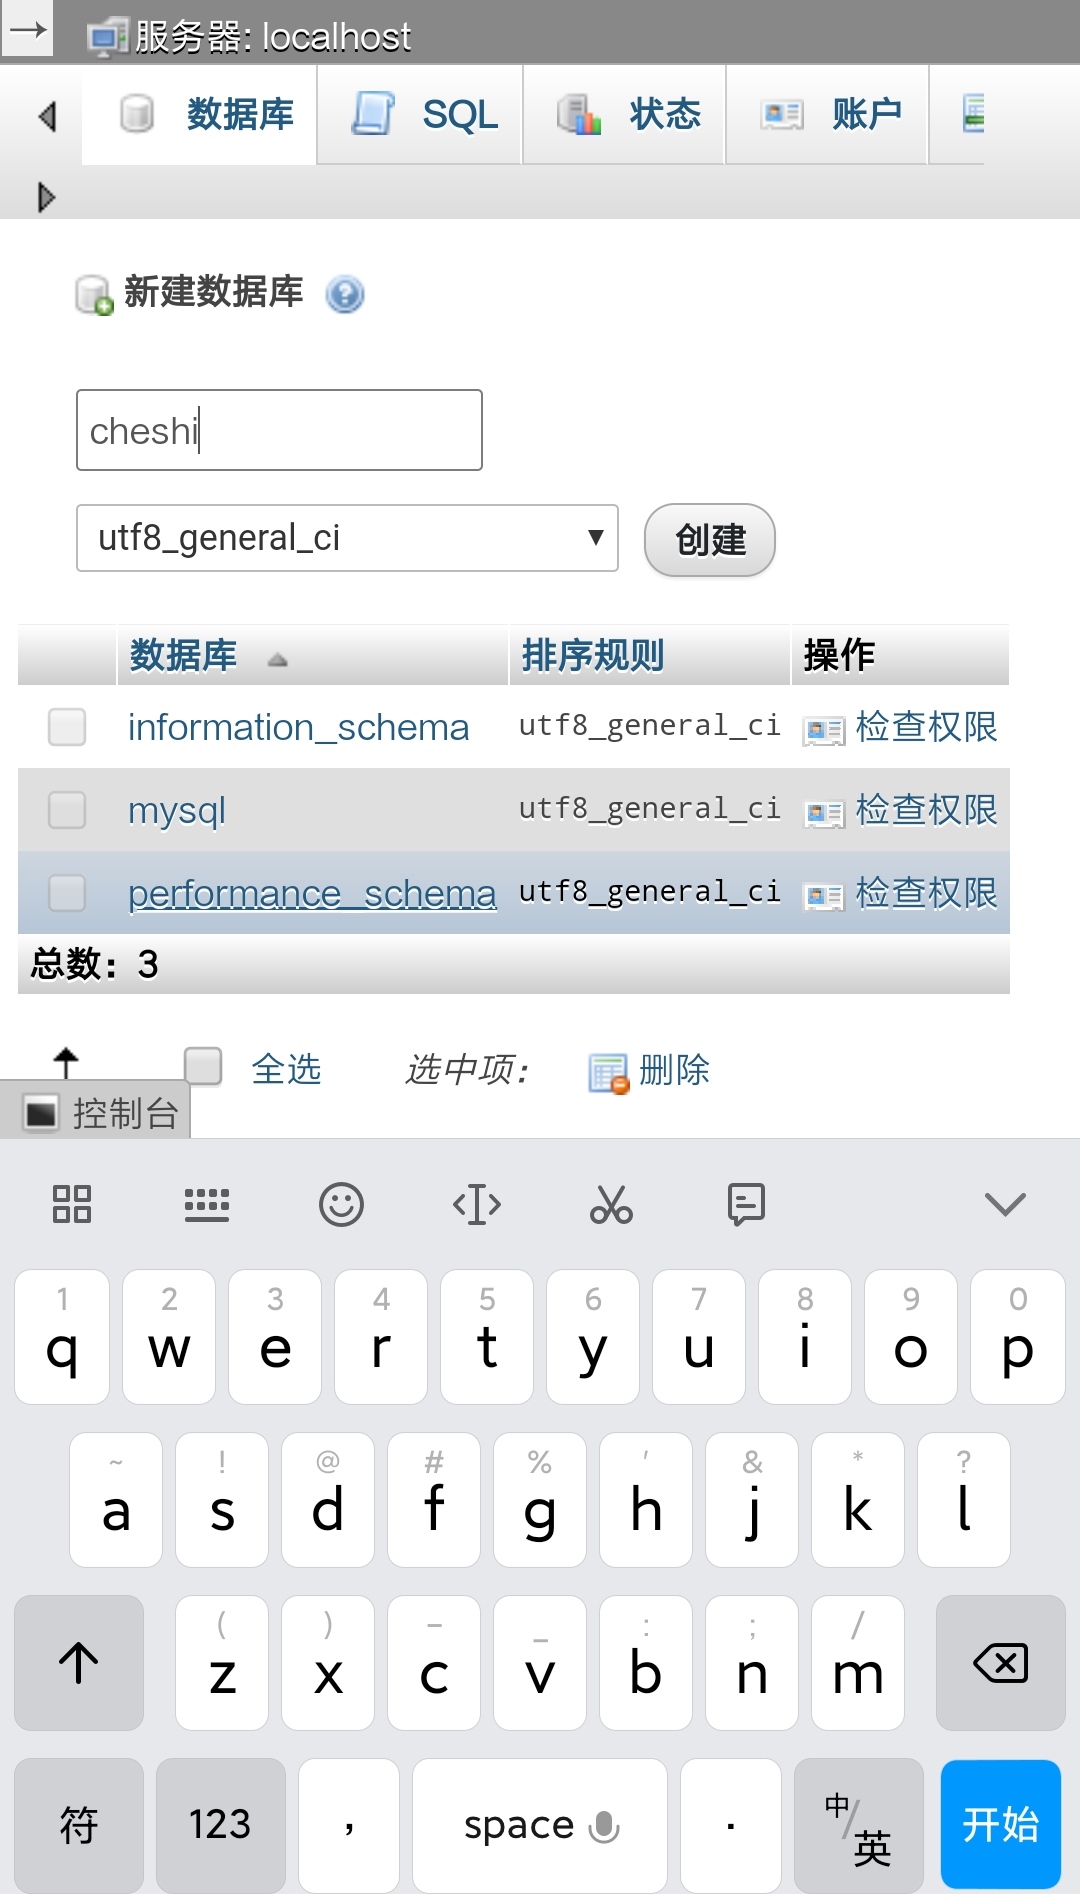 → 服务器: localhost
数据库 SQL 状态 账户
新建数据库
cheshi
utf8_general_ci ▼ 创建
数据库 排序规则 操作
information_schema utf8_general_ci 检查权限
mysql utf8_general_ci 检查权限
performance_schema utf8_general_ci 检查权限
总数：3
全选 选中项： 删除
控制台
1 2 3 4 5 6 7 8 9 0
q w e r t y u i o p
~ ! @ # % ' & * ?
a s d f g h j k l
( ) – _ : ; /
z x c v b n m
符 123 , space . 中/英 开始